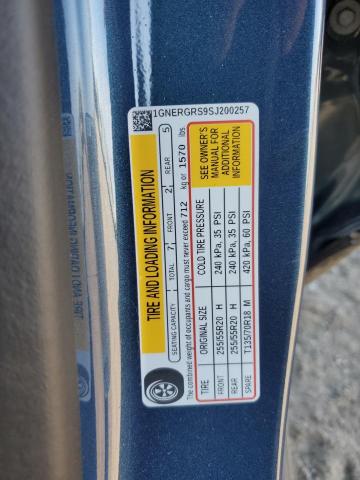 1GNERGRS9SJ200257
TIRE AND LOADING INFORMATION
SEATING CAPACITY TOTAL 7 FRONT 2 REAR 5
The combined weight of occupants and cargo must never exceed 712 kg or 1570 lbs
TIRE ORIGINAL SIZE COLD TIRE PRESSURE
FRONT 255/55R20 H 240 kPa, 35 PSI
REAR 255/55R20 H 240 kPa, 35 PSI
SPARE T135/70R18 M 420 kPa, 60 PSI
SEE OWNER'S
MANUAL FOR
ADDITIONAL
INFORMATION